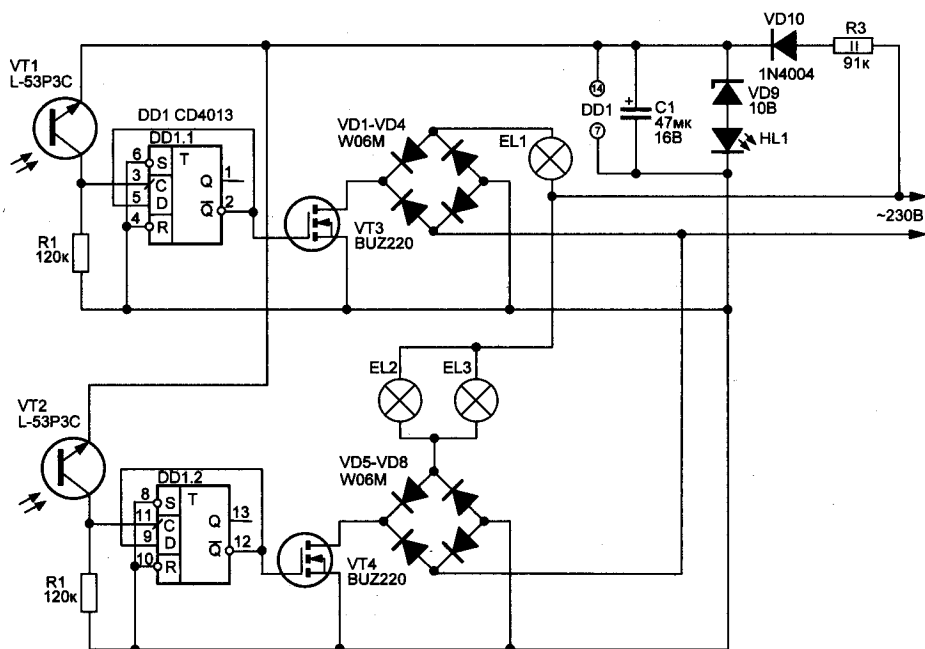 VD10
R3
91к
1N4004
VT1
L-53P3C
DD1 CD4013
DD1.1
6
S
T
3
C
5
D
4
R
Q
1
Q
2
R1
120к
VD1-VD4
W06M
VT3
BUZ220
EL1
14
DD1
7
+
C1
47мк
16В
VD9
10В
HL1
~230В
EL2
EL3
VT2
L-53P3C
DD1.2
8
S
T
11
C
9
D
10
R
Q
13
Q
12
R1
120к
VD5-VD8
W06M
VT4
BUZ220